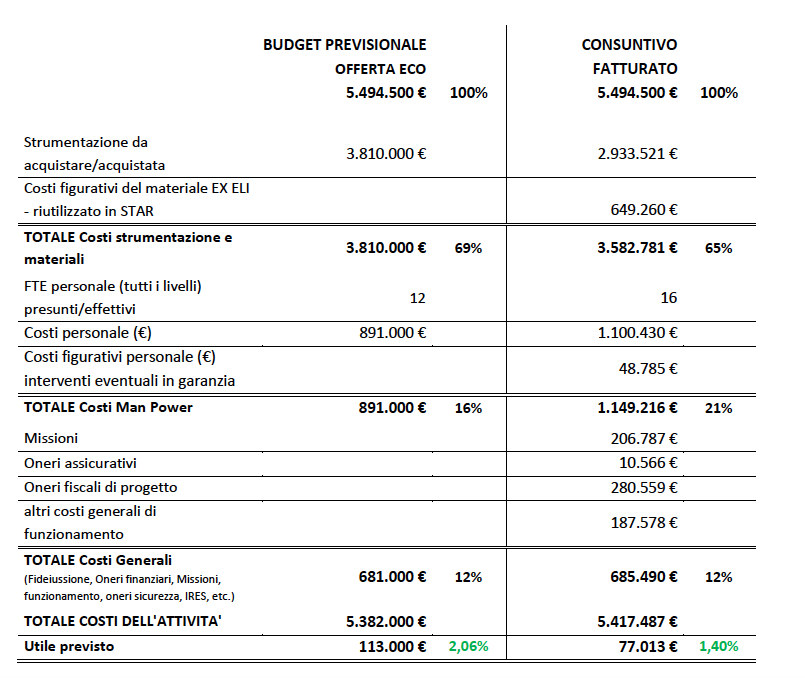 BUDGET PREVISIONALE CONSUNTIVO
OFFERTA ECO FATTURATO
5.494.500 € 100% 5.494.500 € 100%
Strumentazione da
acquistare/acquistata 3.810.000 € 2.933.521 €
Costi figurativi del materiale EX ELI
- riutilizzato in STAR 649.260 €
TOTALE Costi strumentazione e
materiali 3.810.000 € 69% 3.582.781 € 65%
FTE personale (tutti i livelli)
presunti/effettivi 12 16
Costi personale (€) 891.000 € 1.100.430 €
Costi figurativi personale (€)
interventi eventuali in garanzia 48.785 €
TOTALE Costi Man Power 891.000 € 16% 1.149.216 € 21%
Missioni 206.787 €
Oneri assicurativi 10.566 €
Oneri fiscali di progetto 280.559 €
altri costi generali di
funzionamento 187.578 €
TOTALE Costi Generali
(Fideiussione, Oneri finanziari, Missioni, 681.000 € 12% 685.490 € 12%
funzionamento, oneri sicurezza, IRES, etc.)
TOTALE COSTI DELL'ATTIVITA' 5.382.000 € 5.417.487 €
Utile previsto 113.000 € 2,06% 77.013 € 1,40%